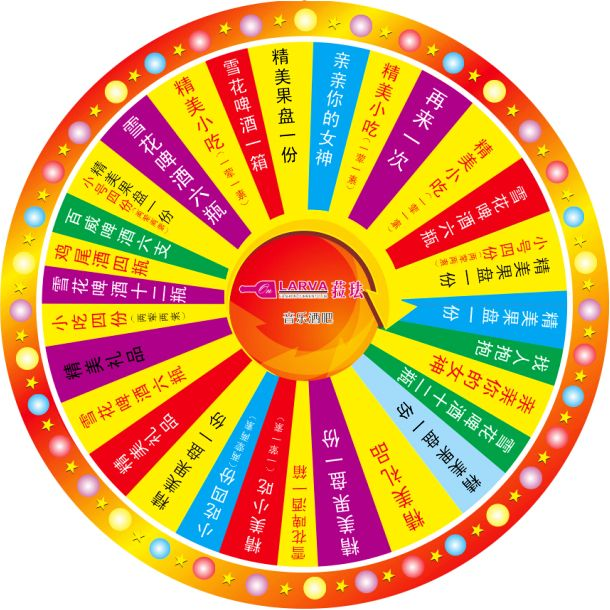 精美果盘一份
亲亲你的女神
精美小吃(一荤一素)
再来一次
精美小吃(一荤一素)
雪花啤酒六瓶
小号四份(两荤两素)
精美果盘一份
精美果盘一份
找人抱抱
亲亲你的女神
雪花啤酒十二瓶
精美果盘一份
精美礼品
精美果盘一份
雪花啤酒一箱
精美小吃(一荤一素)
小吃四份(两荤两素)
精美果盘一份
精美礼品
雪花啤酒六瓶
精美礼品
小吃四份(两荤两来)
雪花啤酒十二瓶
鸡尾酒四瓶
百威啤酒六支
小号四份(两荤两素)
精美果盘一份
雪花啤酒六瓶
精美小吃(一荤一素)
雪花啤酒一箱
LARVA 菈珐
音乐酒吧